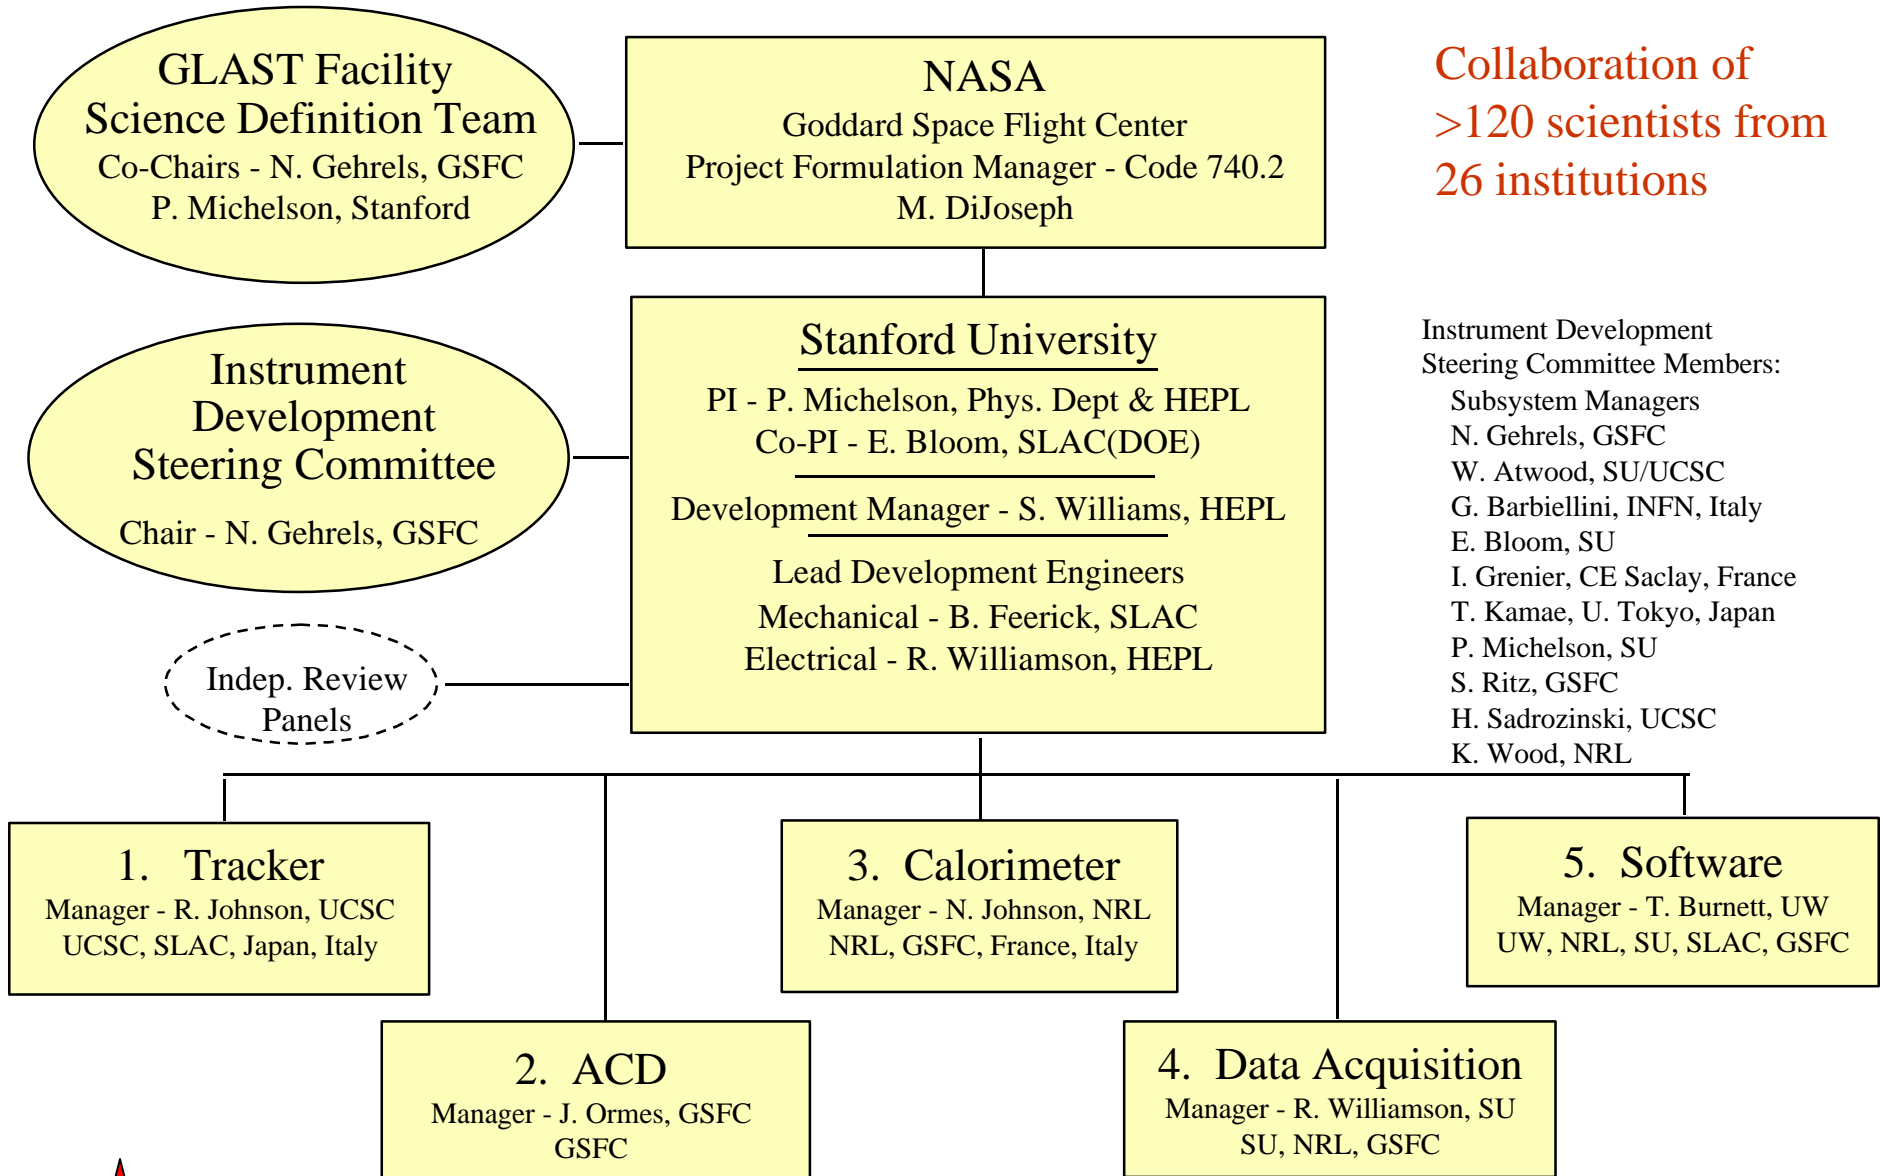 GLAST Facility
Science Definition Team
Co-Chairs - N. Gehrels, GSFC
P. Michelson, Stanford
NASA
Goddard Space Flight Center
Project Formulation Manager - Code 740.2
M. DiJoseph
Collaboration of
>120 scientists from
26 institutions
Instrument
Development
Steering Committee
Chair - N. Gehrels, GSFC
Stanford University
PI - P. Michelson, Phys. Dept & HEPL
Co-PI - E. Bloom, SLAC(DOE)
Development Manager - S. Williams, HEPL
Lead Development Engineers
Mechanical - B. Feerick, SLAC
Electrical - R. Williamson, HEPL
Instrument Development
Steering Committee Members:
Subsystem Managers
N. Gehrels, GSFC
W. Atwood, SU/UCSC
G. Barbiellini, INFN, Italy
E. Bloom, SU
I. Grenier, CE Saclay, France
T. Kamae, U. Tokyo, Japan
P. Michelson, SU
S. Ritz, GSFC
H. Sadrozinski, UCSC
K. Wood, NRL
Indep. Review
Panels
1. Tracker
Manager - R. Johnson, UCSC
UCSC, SLAC, Japan, Italy
2. ACD
Manager - J. Ormes, GSFC
GSFC
3. Calorimeter
Manager - N. Johnson, NRL
NRL, GSFC, France, Italy
4. Data Acquisition
Manager - R. Williamson, SU
SU, NRL, GSFC
5. Software
Manager - T. Burnett, UW
UW, NRL, SU, SLAC, GSFC